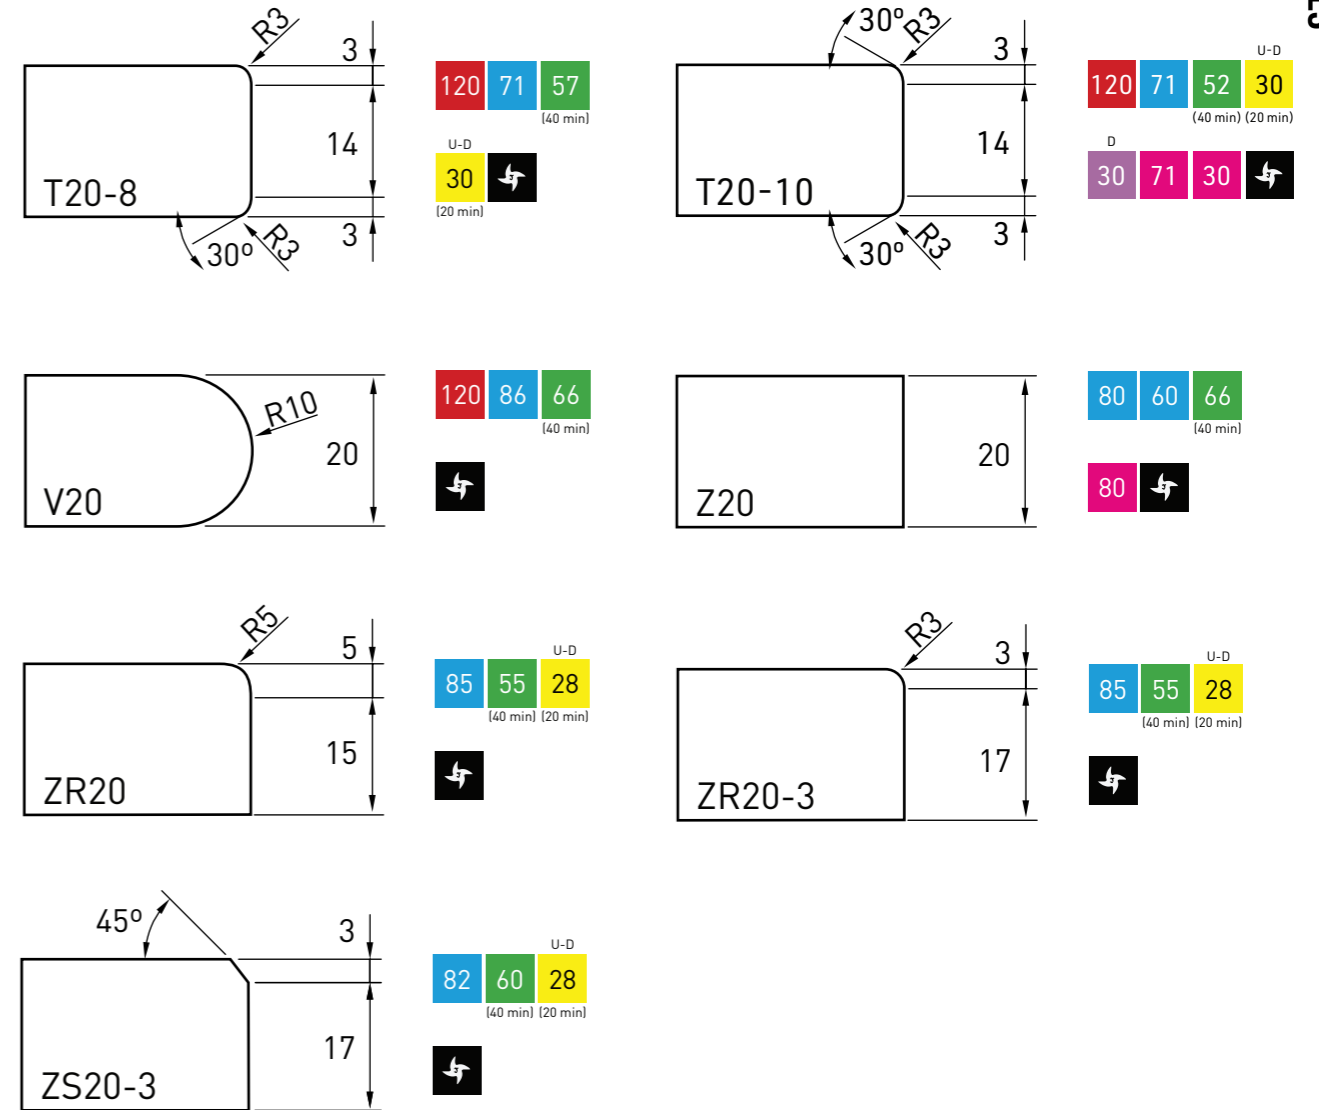 R3
3
14
T20-8
3
30º
R3
120 71 57
(40 min)
U-D
30
(20 min)
30º
R3
3
14
T20-10
3
30º
R3
U-D
120 71 52 30
(40 min) (20 min)
D
30 71 30
R10
20
V20
120 86 66
(40 min)
20
Z20
80 60 66
(40 min)
80
R5
5
15
ZR20
U-D
85 55 28
(40 min) (20 min)
R3
3
17
ZR20-3
U-D
85 55 28
(40 min) (20 min)
45º
3
17
ZS20-3
U-D
82 60 28
(40 min) (20 min)